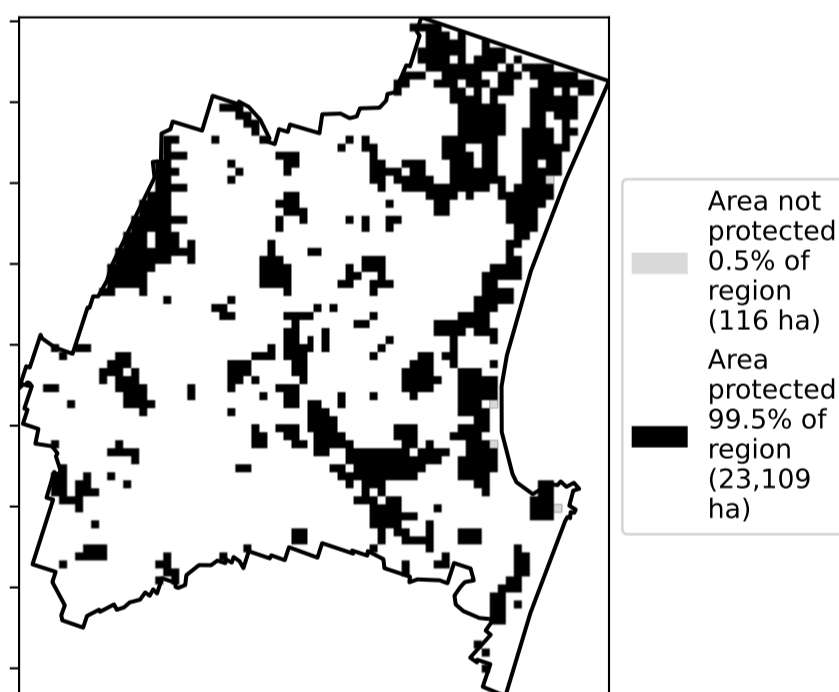 Area not
protected
0.5% of
region
(116 ha)
Area
protected
99.5% of
region
(23,109
ha)